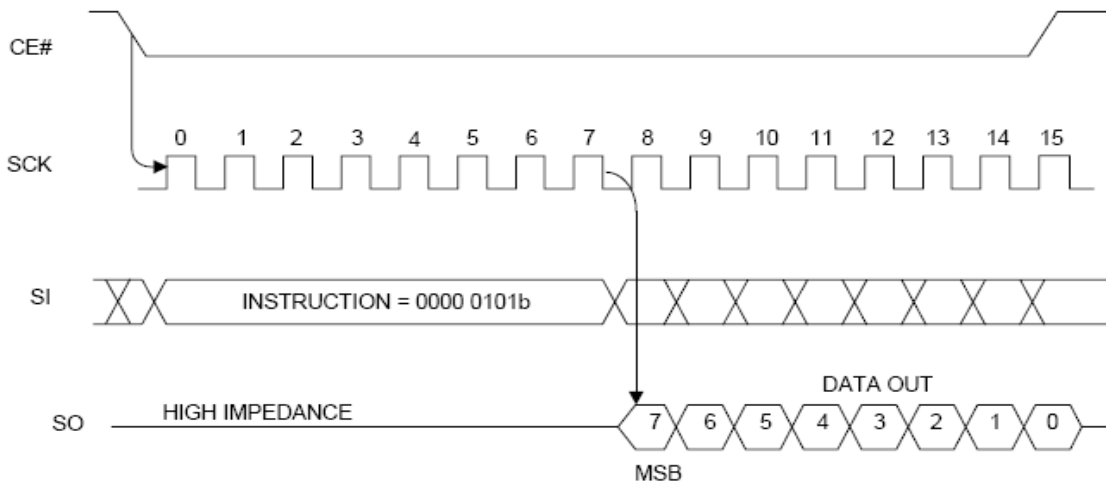 CE#
0 1 2 3 4 5 6 7 8 9 10 11 12 13 14 15
SCK
SI INSTRUCTION = 0000 0101b
DATA OUT
HIGH IMPEDANCE
SO 7 6 5 4 3 2 1 0
MSB